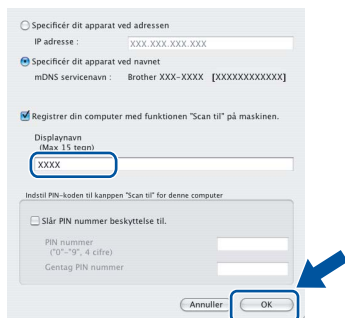 Specificér dit apparat ved adressen
IP adresse : XXX.XXX.XXX.XXX
Specificér dit apparat ved navnet
mDNS servicenavn : Brother XXX-XXXX [XXXXXXXXXXXX]
Registrer din computer med funktionen "Scan til" på maskinen.
Displaynavn
(Max 15 tegn)
XXXX
Indstil PIN-koden til kanppen "Scan til" for denne computer
Slår PIN nummer beskyttelse til.
PIN nummer
("0"-"9", 4 cifre)
Gentag PIN nummer
Annuller OK